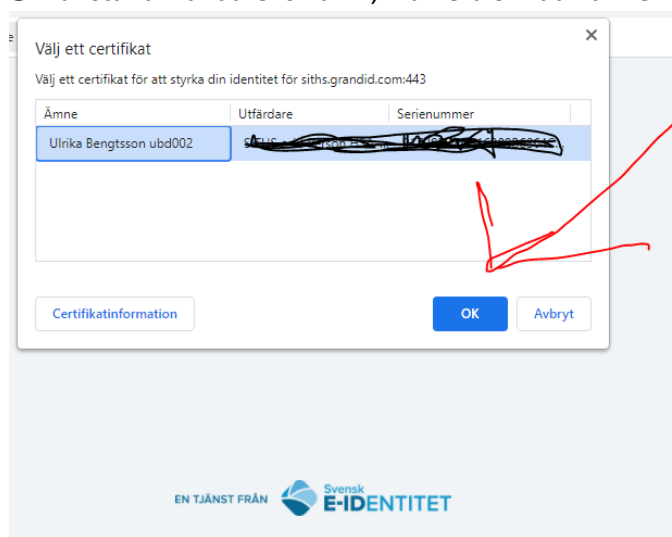 Välj ett certifikat
Välj ett certifikat för att styrka din identitet för siths.grandid.com:443
Ämne Utfärdare Serienummer
Ulrika Bengtsson ubd002
Certifikatinformation OK Avbryt
EN TJÄNST FRÅN Svensk
E-IDENTITET